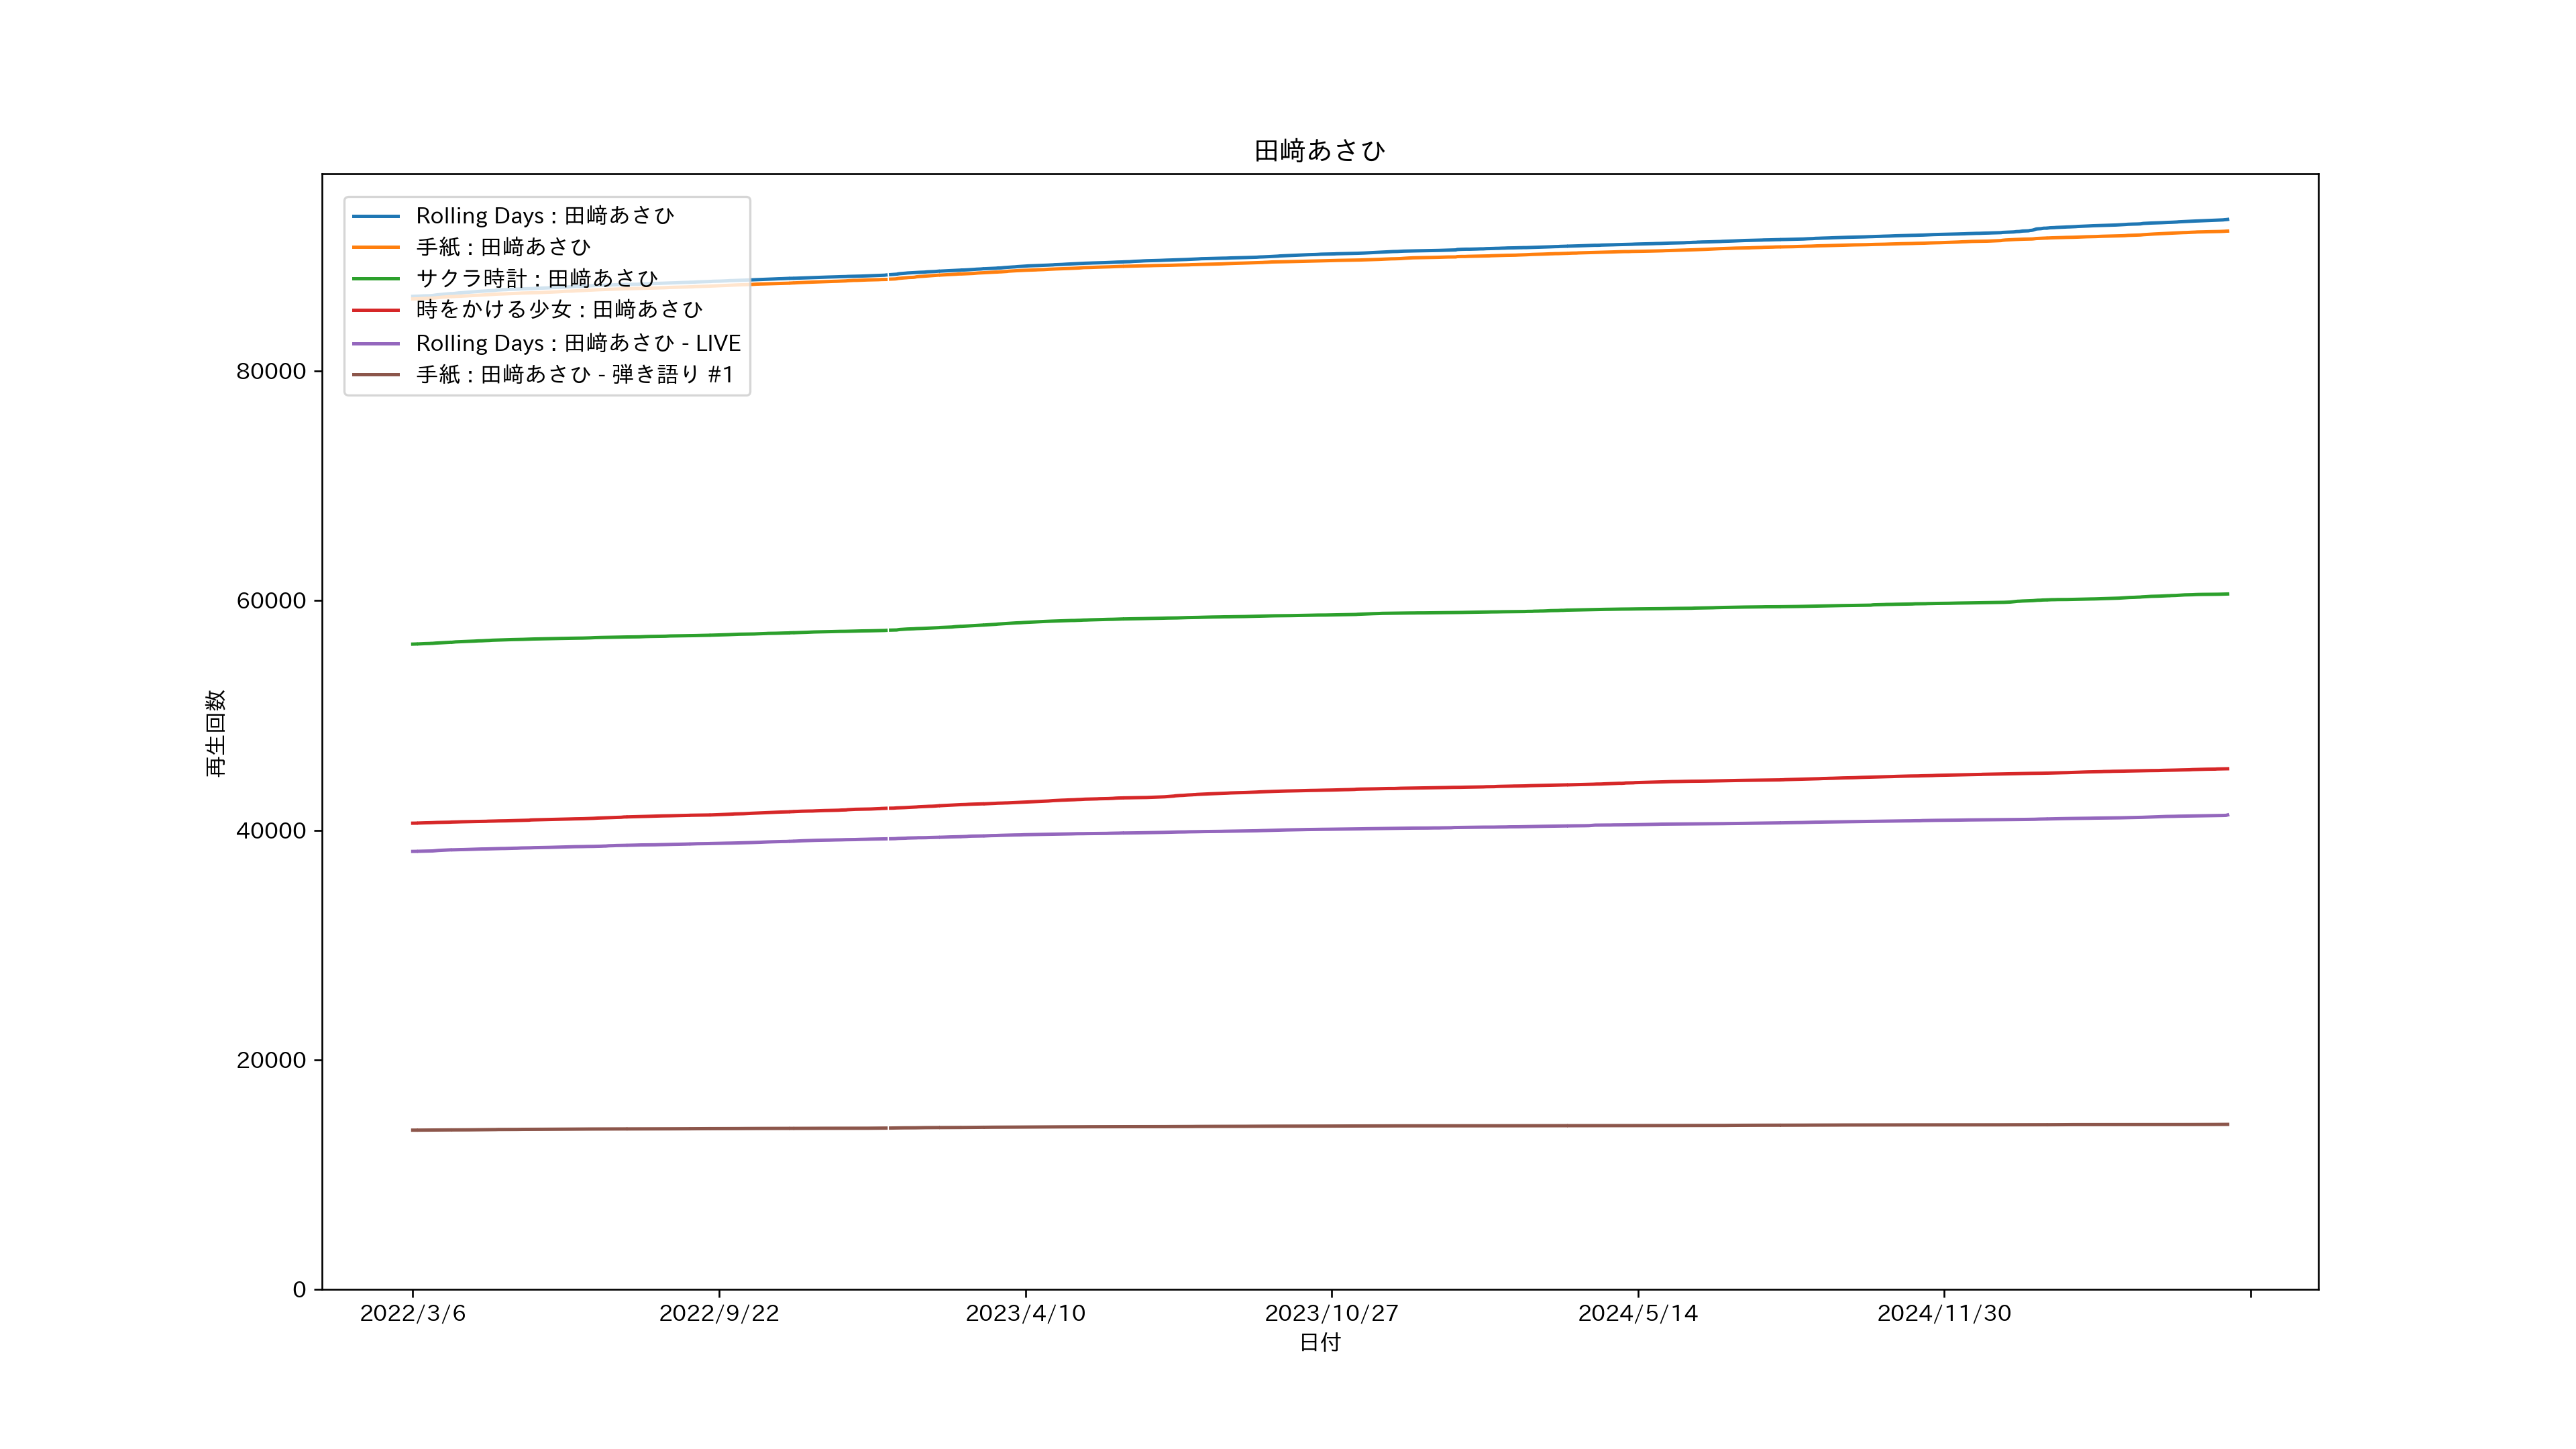 田﨑あさひ
Rolling Days : 田﨑あさひ
手紙 : 田﨑あさひ
サクラ時計 : 田﨑あさひ
時をかける少女 : 田﨑あさひ
Rolling Days : 田﨑あさひ - LIVE
手紙 : 田﨑あさひ - 弾き語り #1
再生回数
80000
60000
40000
20000
0
2022/3/6 2022/9/22 2023/4/10 2023/10/27 2024/5/14 2024/11/30
日付